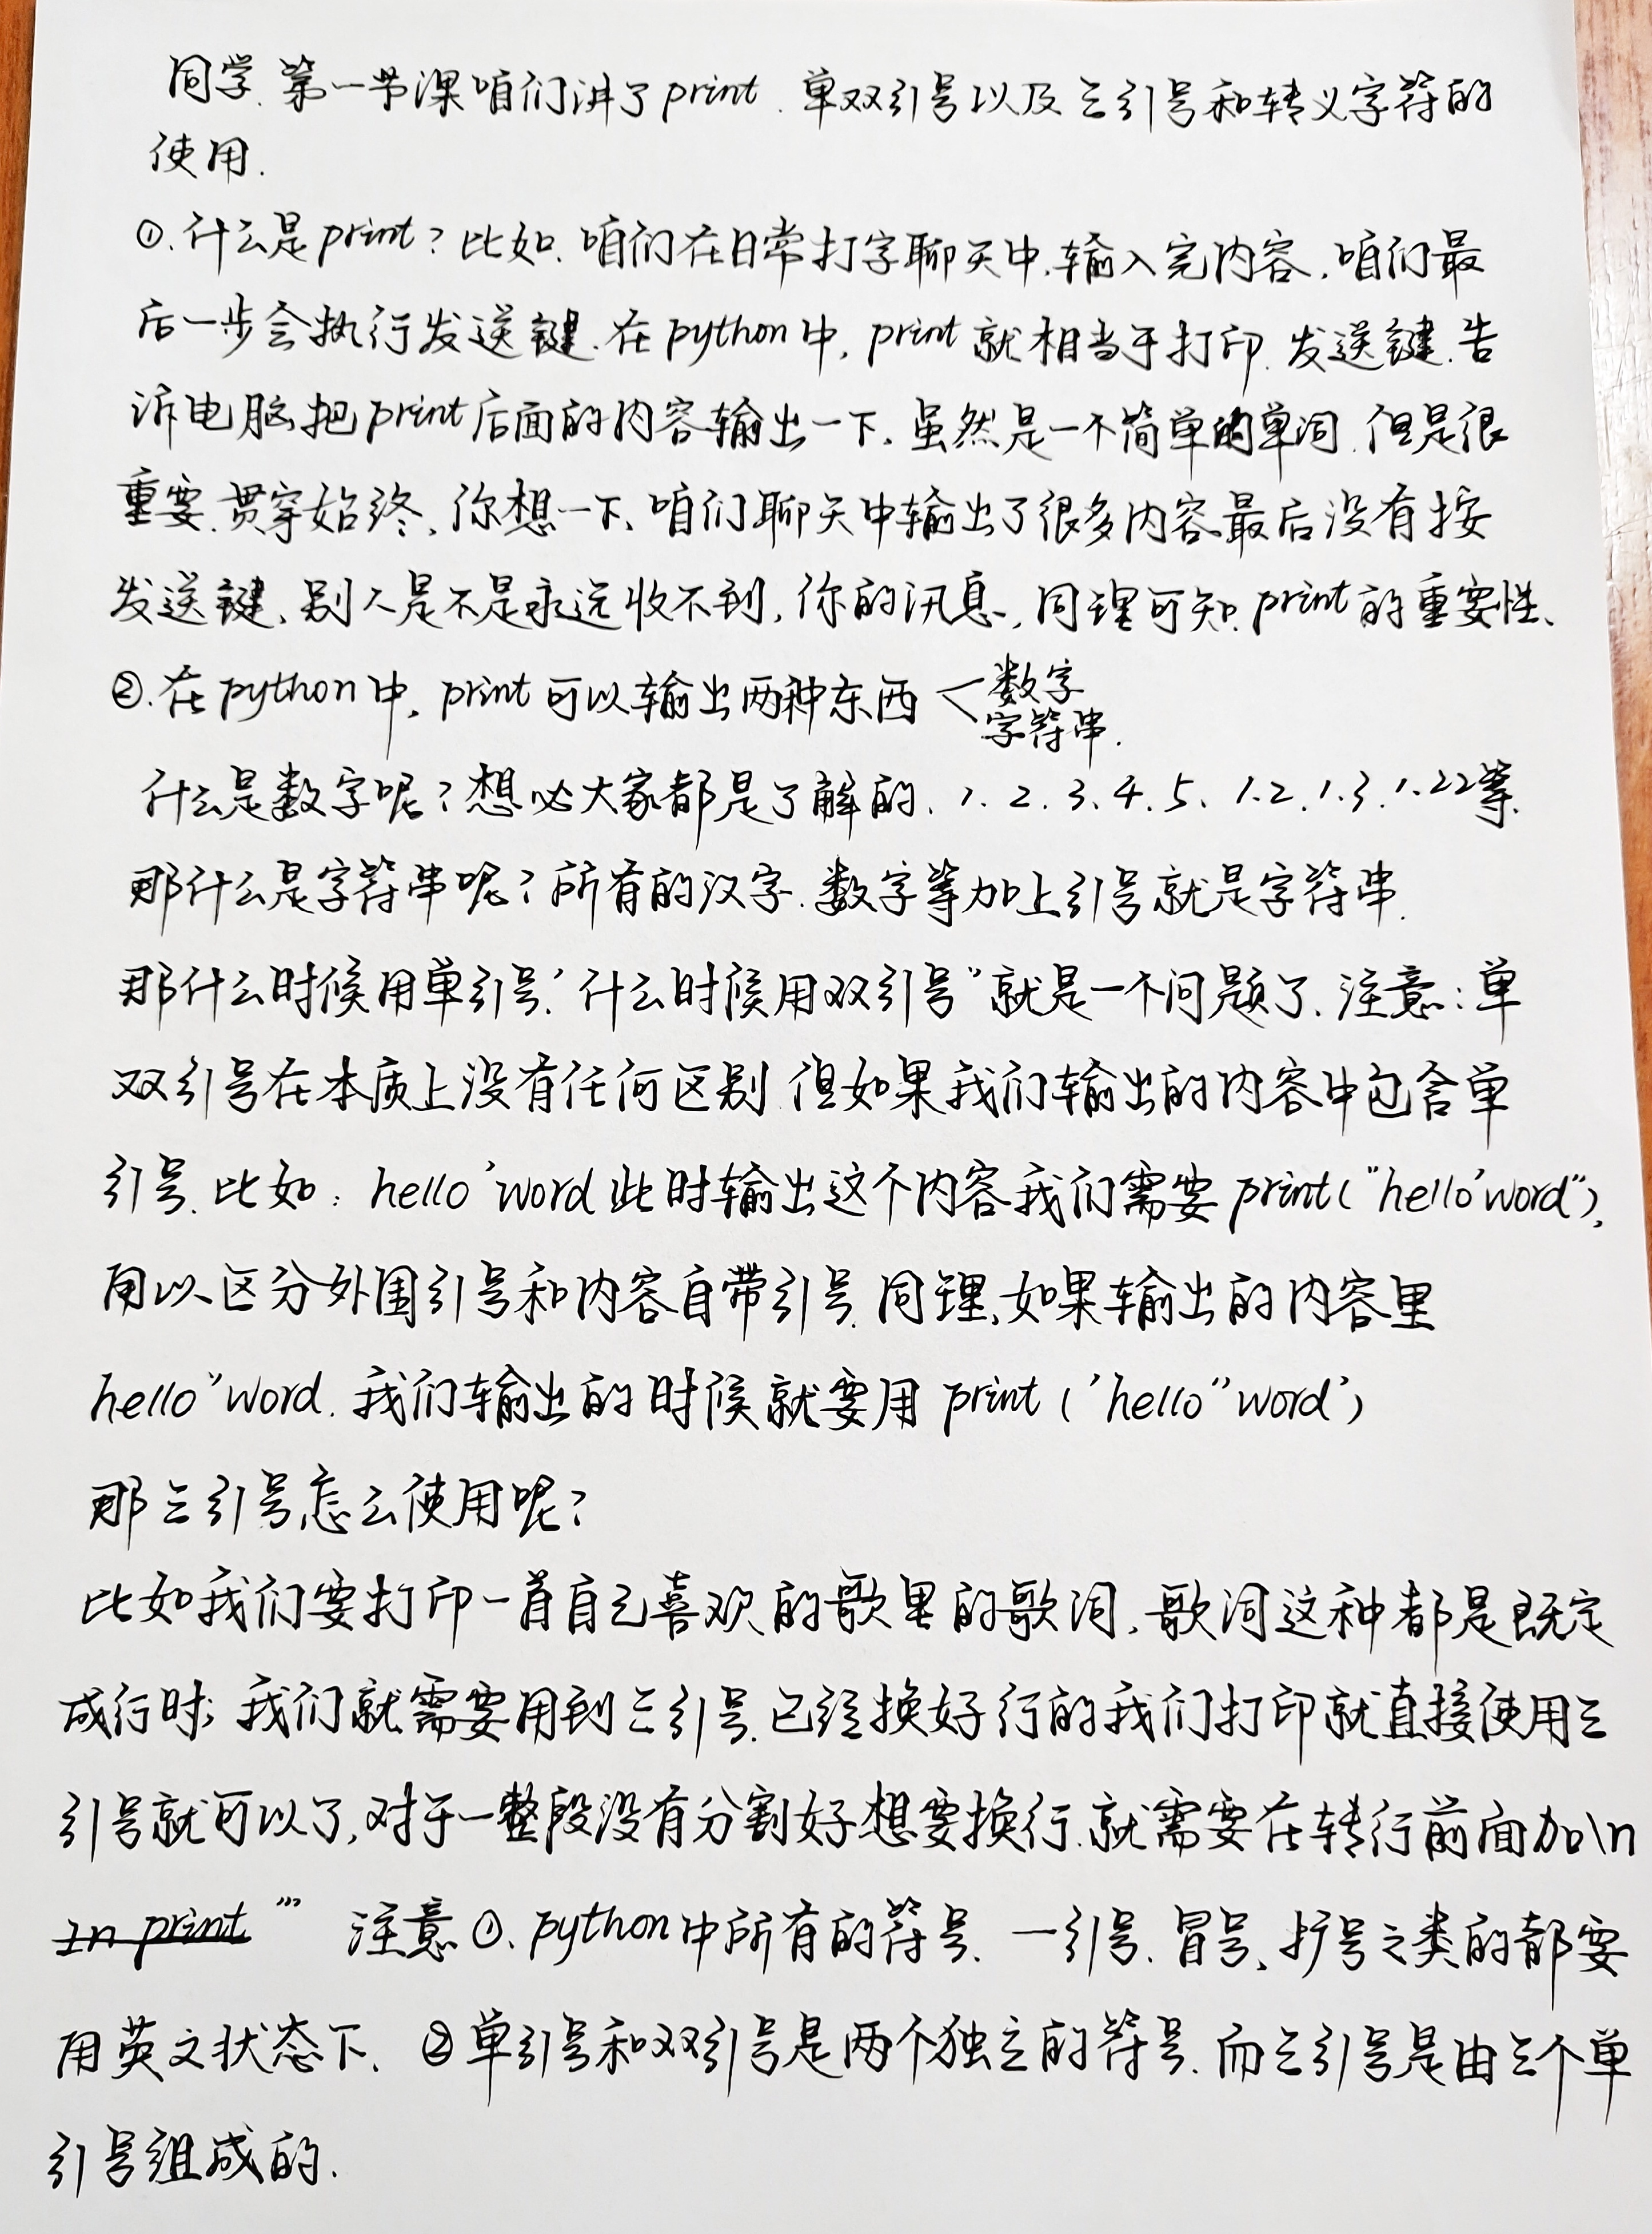 同学.第一节课咱们讲了print.单双引号以及三引号和转义字符的
使用.
①.什么是print?比如.咱们在日常打字聊天中.输入完内容.咱们最
后一步会执行发送键.在python中,print就相当于打印.发送键.告
诉电脑把print后面的内容输出一下.虽然是一个简单的单词.但是很
重要.贯穿始终.你想一下、咱们聊天中输出了很多内容最后没有按
发送键、别人是不是永远收不到,你的讯息、同理可知print的重要性、
②.在python中,print可以输出两种东西<数字
字符串.
什么是数字呢?想必大家都是了解的、1.2.3、4.5、1.2.1.3.1.22等.
那什么是字符串呢?所有的汉字.数字等加上引号就是字符串.
那什么时候用单引号'什么时候用双引号"就是一个问题了.注意:单
双引号在本质上没有任何区别.但如果我们输出的内容中包含单
引号.比如:hello'word此时输出这个内容我们需要print("hello'word").
用以区分外围引号和内容自带引号.同理,如果输出的内容里
hello"word.我们输出的时候就要用print('hello"word')
那三引号怎么使用呢?
比如我们要打印一首自己喜欢的歌里的歌词,歌词这种都是既定
成行时;我们就需要用到三引号.已经换好行的我们打印就直接使用三
引号就可以了,对于一整段没有分割好想要换行.就需要在转行前面加\n
In print ''' 注意①、python中所有的符号.一引号.冒号、扩号之类的都要
用英文状态下、②单引号和双引号是两个独立的符号.而三引号是由三个单
引号组成的.